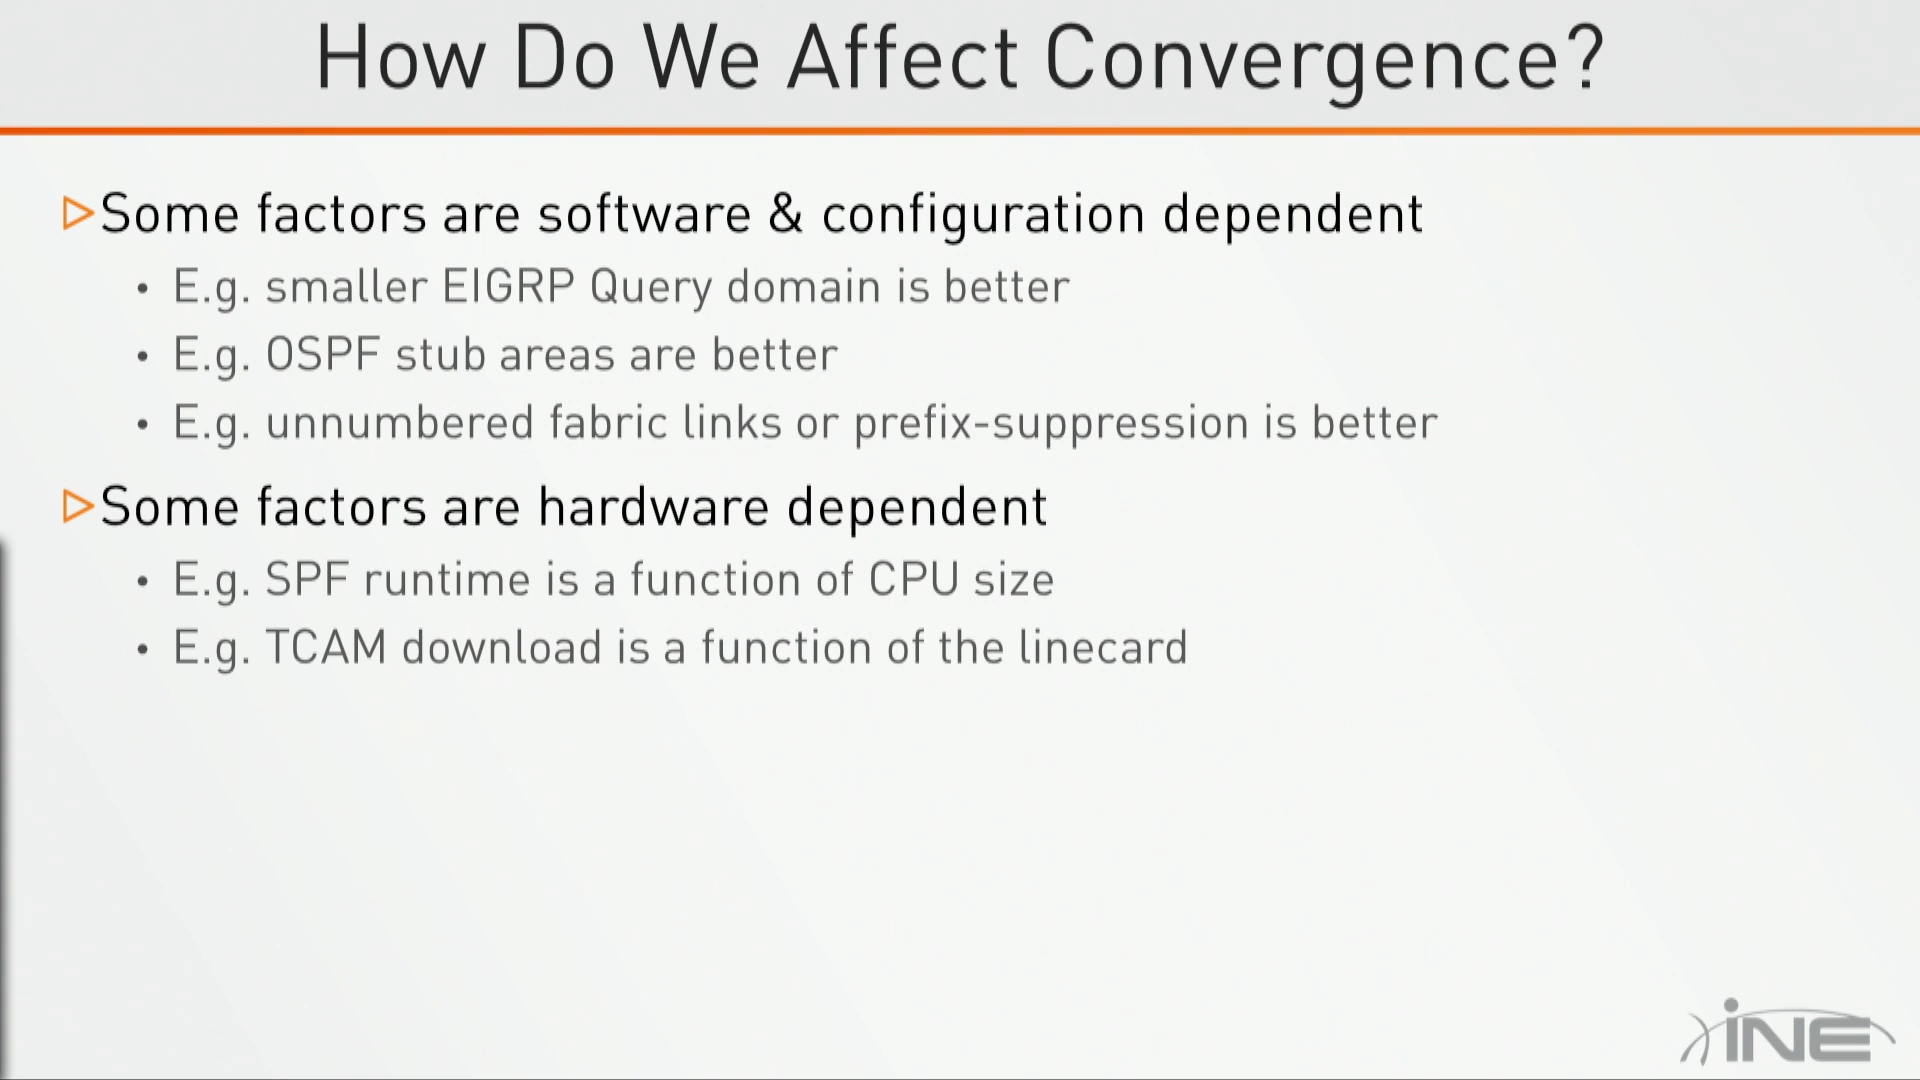 How Do We Affect Convergence?
Some factors are software & configuration dependent
• E.g. smaller EIGRP Query domain is better
• E.g. OSPF stub areas are better
• E.g. unnumbered fabric links or prefix-suppression is better
Some factors are hardware dependent
• E.g. SPF runtime is a function of CPU size
• E.g. TCAM download is a function of the linecard
iNE